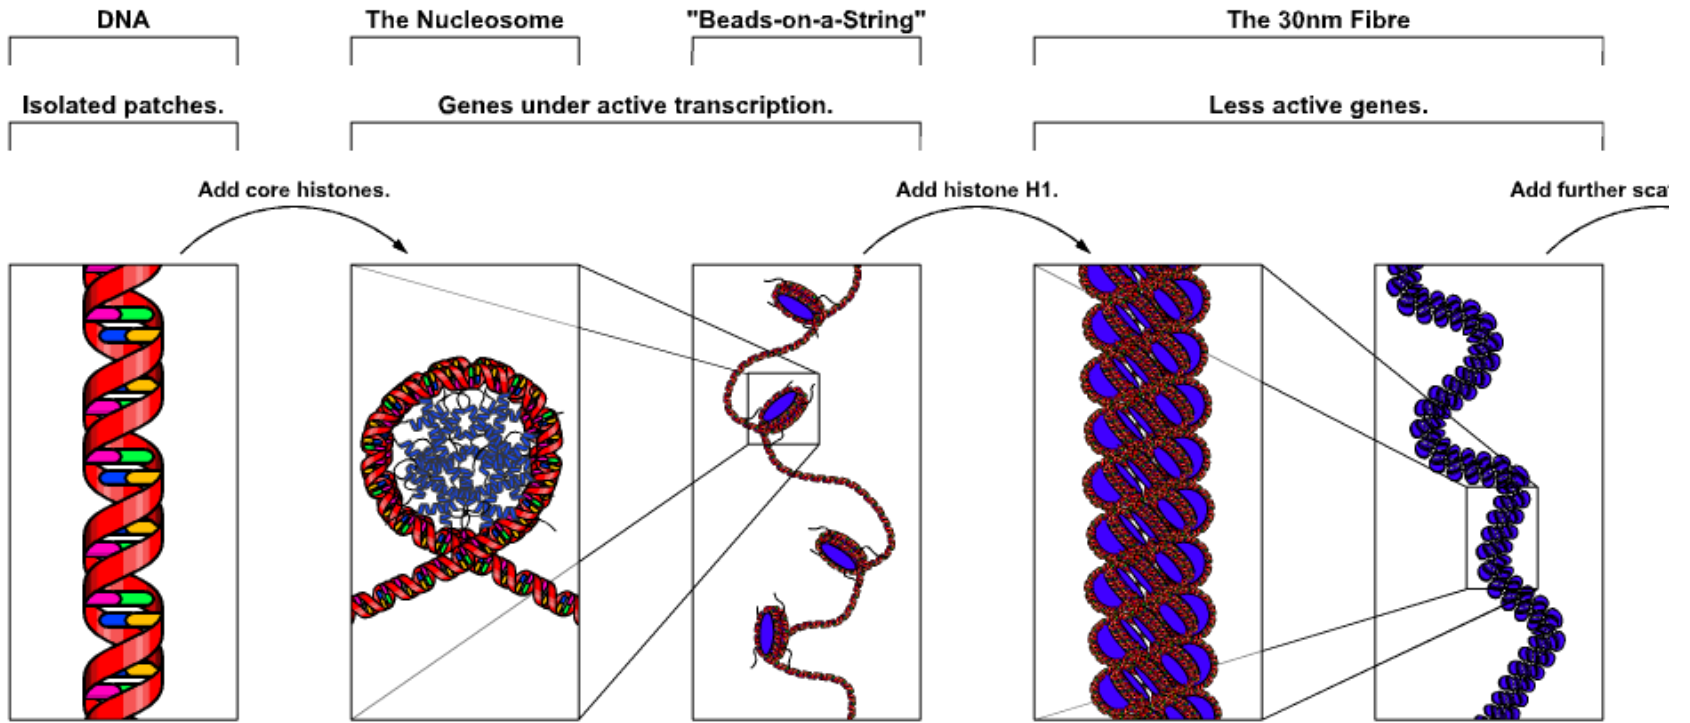 DNA
The Nucleosome
"Beads-on-a-String"
The 30nm Fibre
Isolated patches.
Genes under active transcription.
Less active genes.
Add core histones.
Add histone H1.
Add further